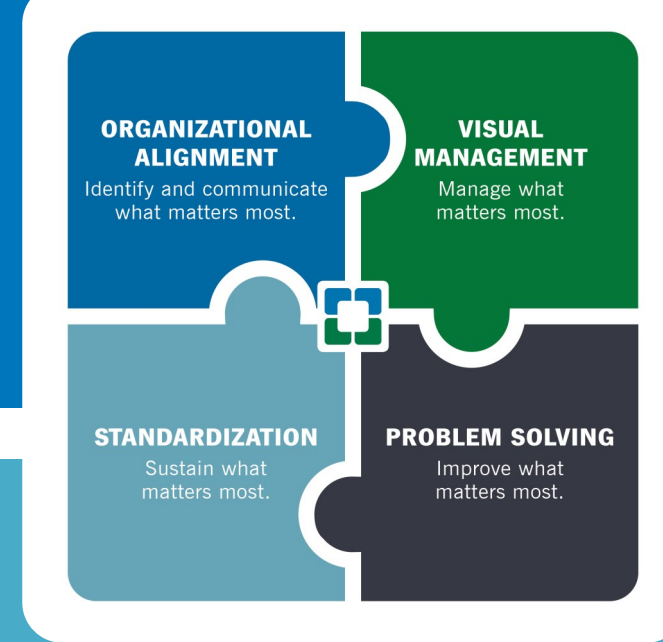 ORGANIZATIONAL
ALIGNMENT
Identify and communicate
what matters most.
VISUAL
MANAGEMENT
Manage what
matters most.
STANDARDIZATION
Sustain what
matters most.
PROBLEM SOLVING
Improve what
matters most.